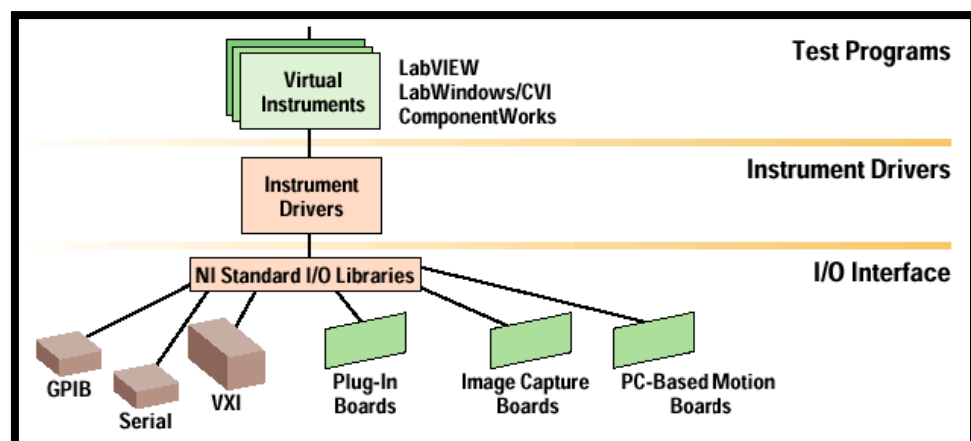 Test Programs
Virtual
Instruments
LabVIEW
LabWindows/CVI
ComponentWorks
Instrument Drivers
Instrument
Drivers
I/O Interface
NI Standard I/O Libraries
GPIB
Serial
VXI
Plug-In
Boards
Image Capture
Boards
PC-Based Motion
Boards